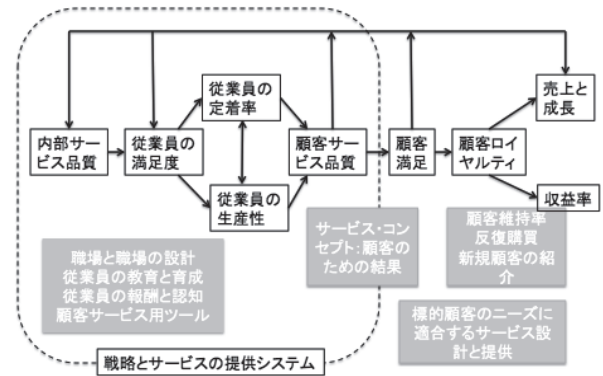 従業員の
定着率
売上と
成長
内部サー
ビス品質
従業員の
満足度
顧客サー
ビス品質
顧客
満足
顧客ロイ
ヤルティ
従業員の
生産性
収益率
職場と職場の設計
従業員の教育と育成
従業員の報酬と認知
顧客サービス用ツール
サービス・コン
セプト:顧客の
ための結果
顧客維持率
反復購買
新規顧客の紹
介
標的顧客のニーズに
適合するサービス設
計と提供
戦略とサービスの提供システム